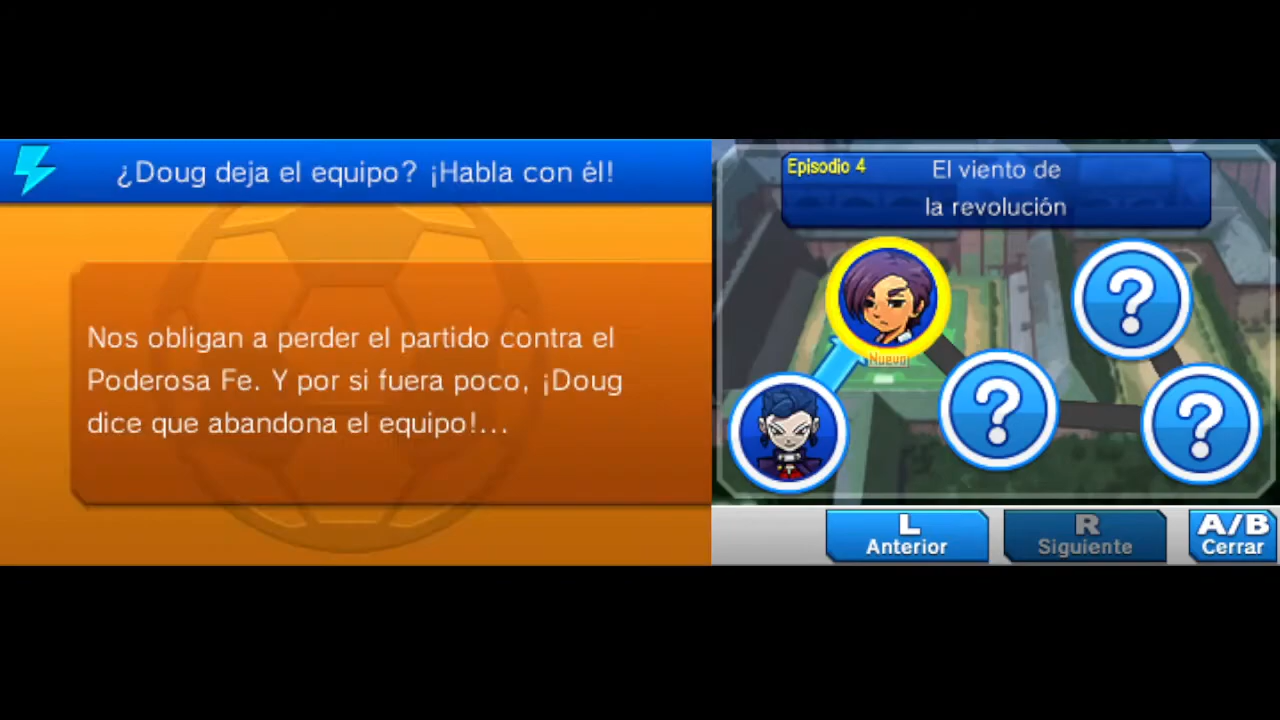 ¿Doug deja el equipo? ¡Habla con él!
Nos obligan a perder el partido contra el
Poderosa Fe. Y por si fuera poco, ¡Doug
dice que abandona el equipo!...
Episodio 4
El viento de
la revolución
Nuevo
L
Anterior
R
Siguiente
A/B
Cerrar
?
?
?